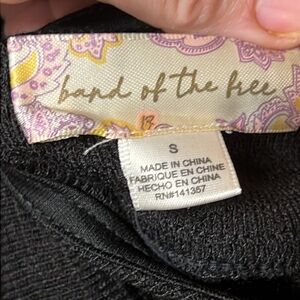 band of the free
S
MADE IN CHINA
FABRIQUE EN CHINE
HECHO EN CHINA
RN#141357